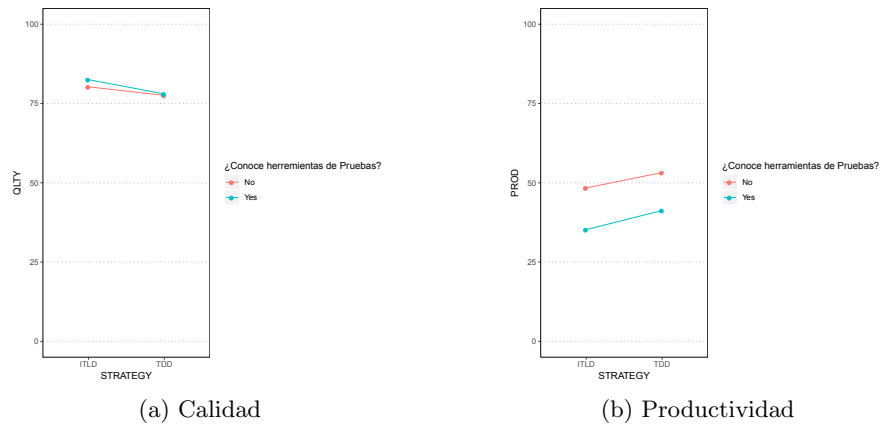 100
75
50
25
0
QLTY
ITLD TDD
STRATEGY
¿Conoce herremientas de Pruebas?
No
Yes
(a) Calidad
100
75
50
25
0
PROD
ITLD TDD
STRATEGY
¿Conoce herramientas de Pruebas?
No
Yes
(b) Productividad